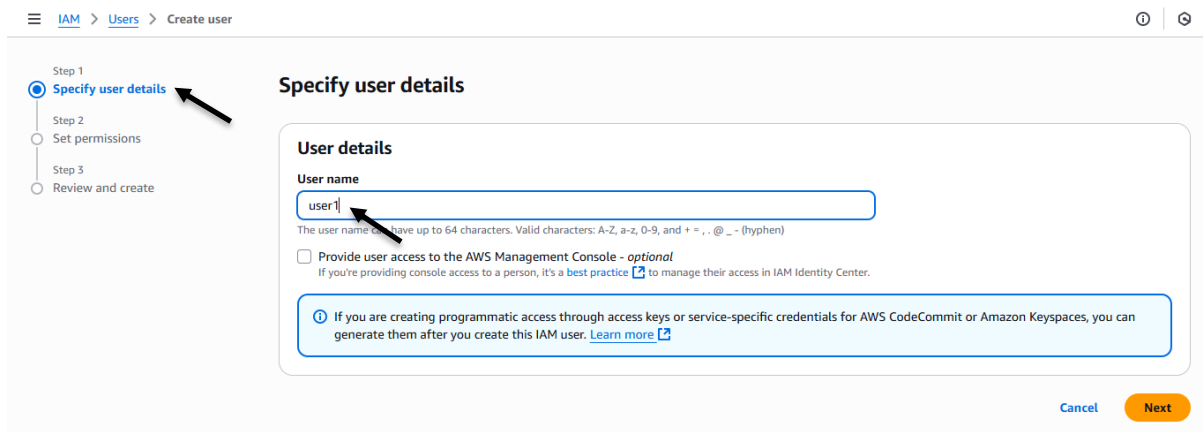 IAM > Users > Create user
Step 1
Specify user details
Step 2
Set permissions
Step 3
Review and create
Specify user details
User details
User name
user1
The user name can have up to 64 characters. Valid characters: A-Z, a-z, 0-9, and + = , . @ _ - (hyphen)
Provide user access to the AWS Management Console - optional
If you're providing console access to a person, it's a best practice to manage their access in IAM Identity Center.
If you are creating programmatic access through access keys or service-specific credentials for AWS CodeCommit or Amazon Keyspaces, you can
generate them after you create this IAM user. Learn more
Cancel
Next